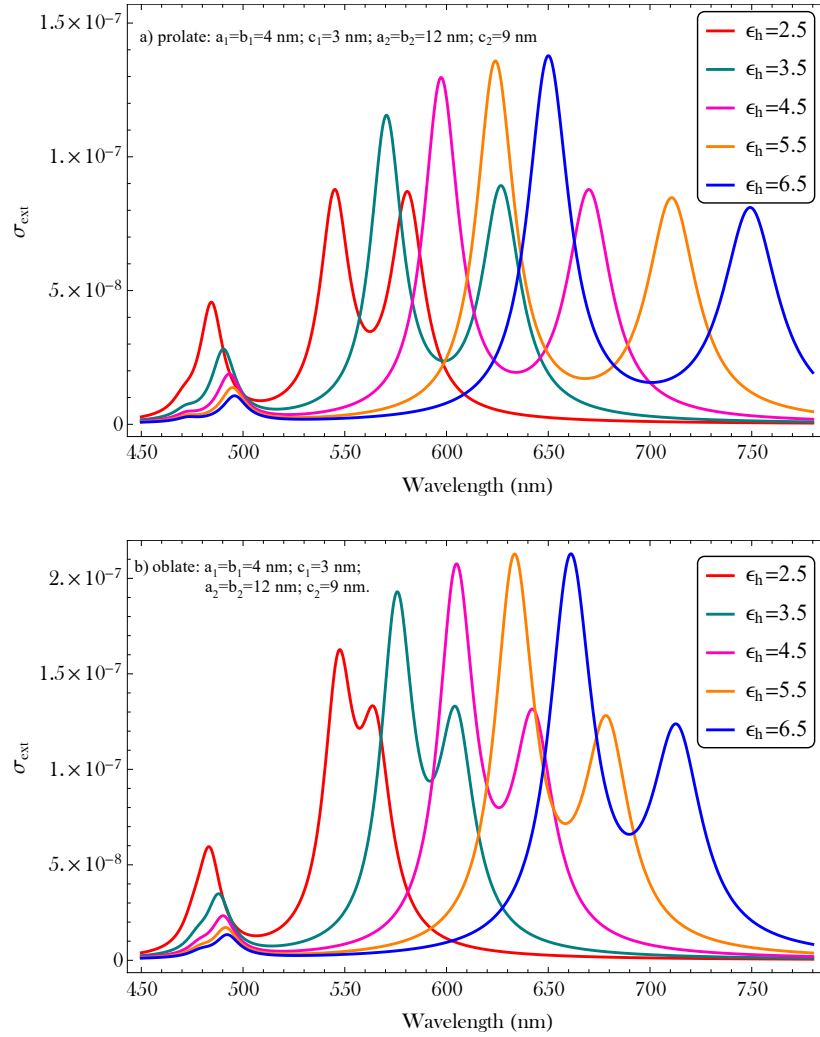 1.5×10⁻⁷
a) prolate: a₁=b₁=4 nm; c₁=3 nm; a₂=b₂=12 nm; c₂=9 nm
ϵₕ=2.5
ϵₕ=3.5
ϵₕ=4.5
ϵₕ=5.5
ϵₕ=6.5
1.×10⁻⁷
5.×10⁻⁸
0
σₑₓₜ
450 500 550 600 650 700 750
Wavelength (nm)
2.×10⁻⁷
b) oblate: a₁=b₁=4 nm; c₁=3 nm;
a₂=b₂=12 nm; c₂=9 nm.
ϵₕ=2.5
ϵₕ=3.5
ϵₕ=4.5
ϵₕ=5.5
ϵₕ=6.5
1.5×10⁻⁷
1.×10⁻⁷
5.×10⁻⁸
0
σₑₓₜ
450 500 550 600 650 700 750
Wavelength (nm)